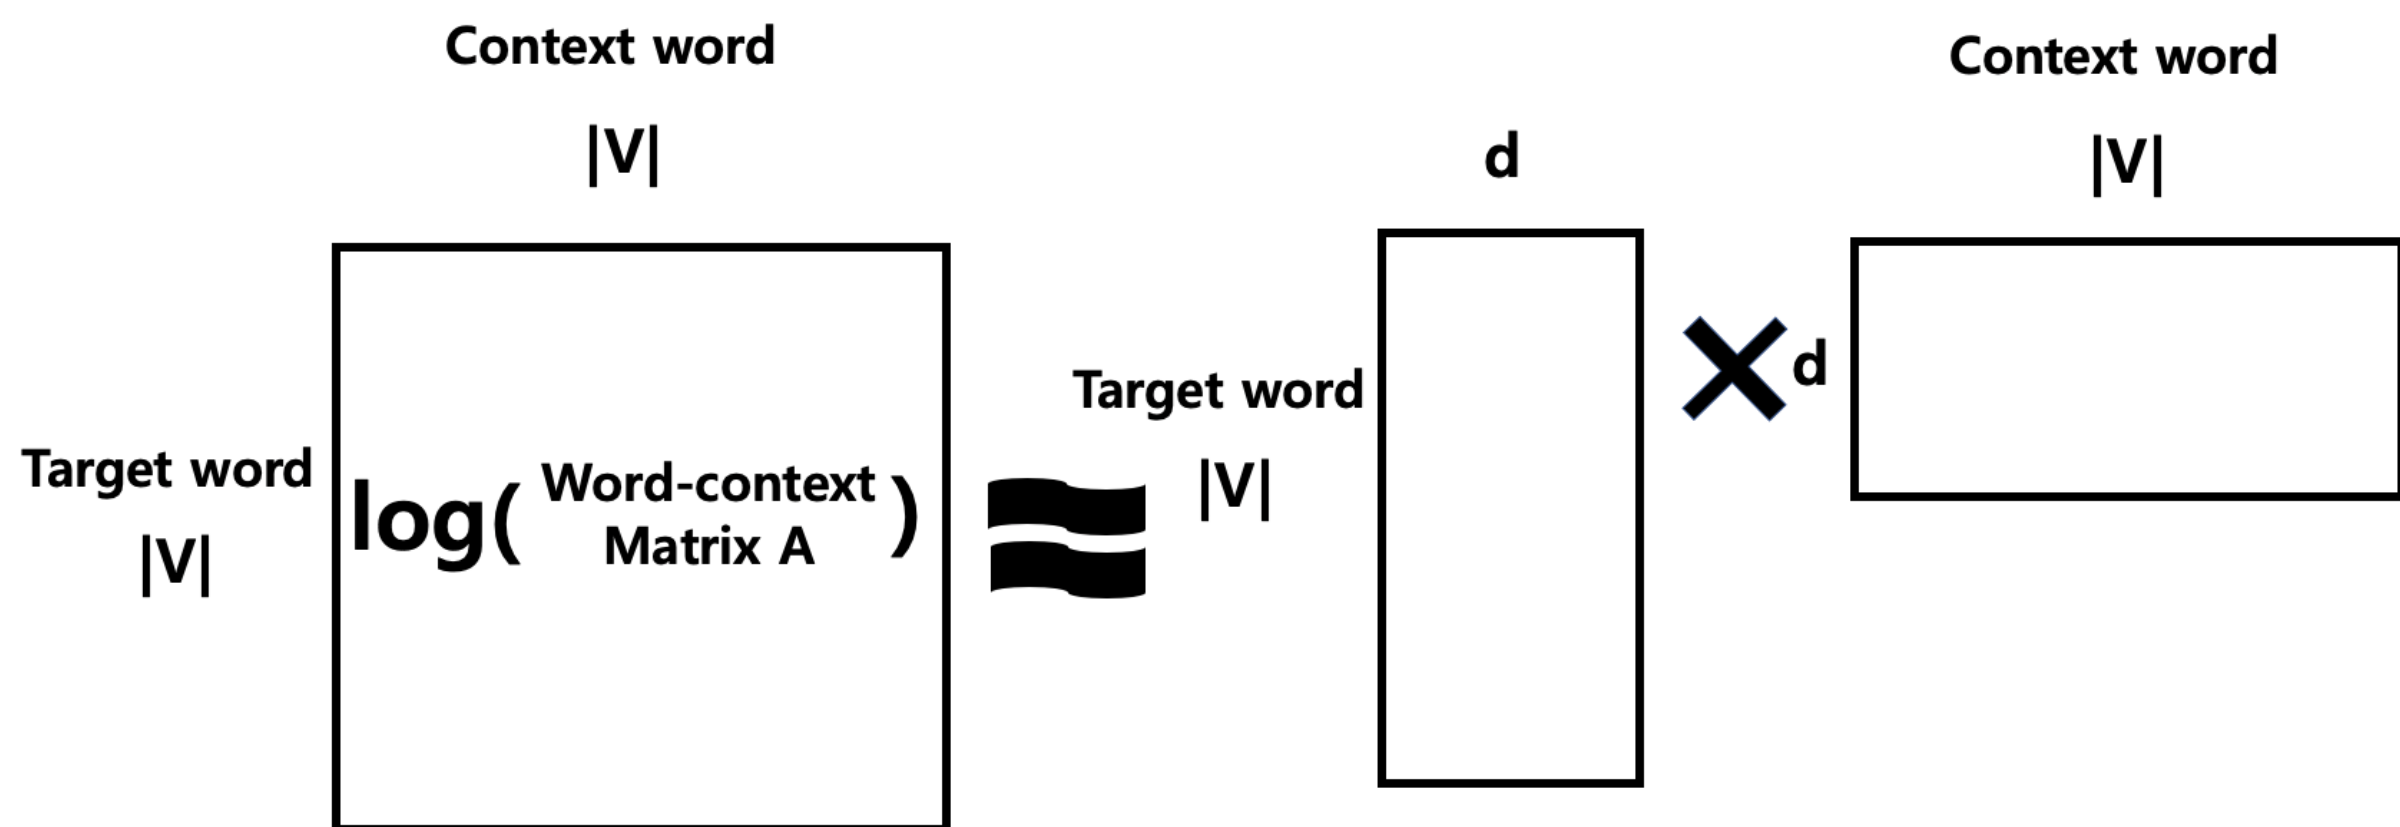 Context word
|V|
Target word
|V|
log( Word-context
Matrix A )
≈
Target word
|V|
d
×
d
Context word
|V|